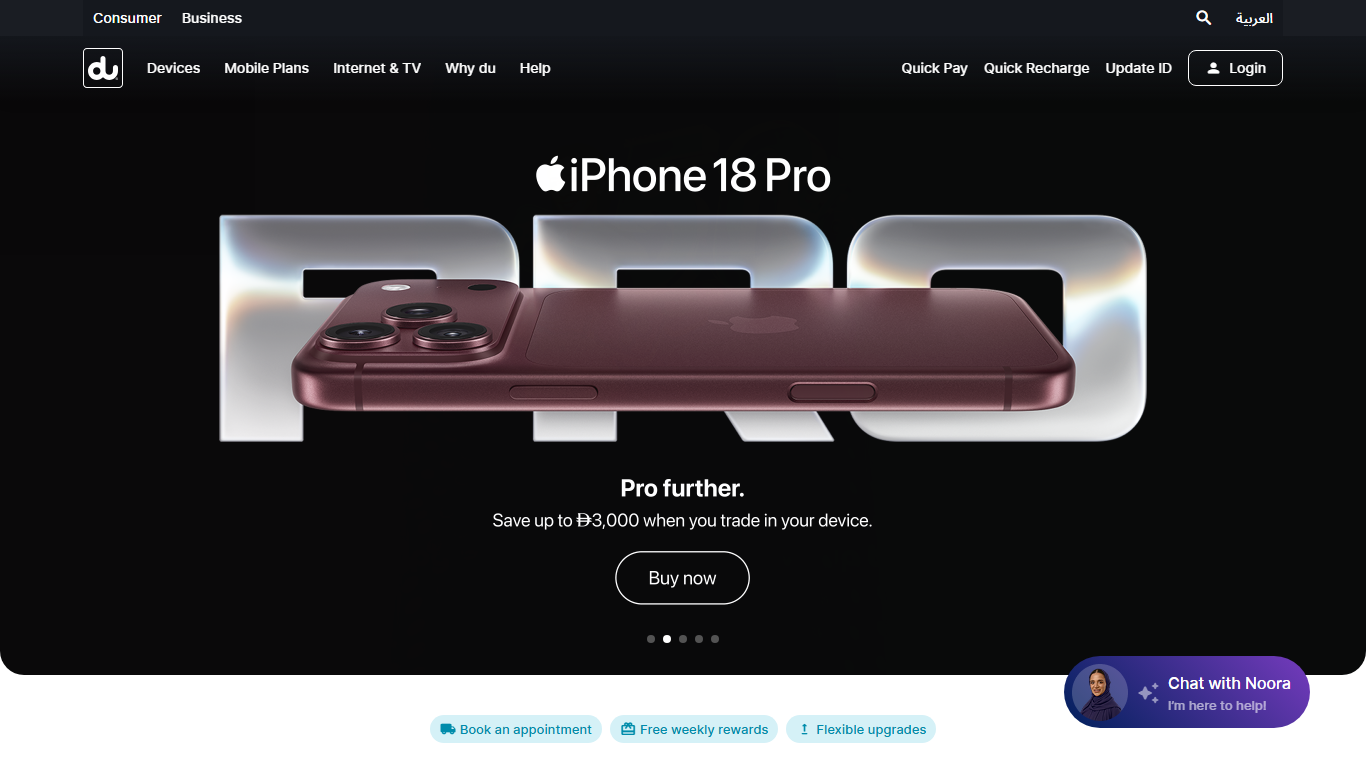 Consumer Business العربية
du Devices Mobile Plans Internet & TV Why du Help Quick Pay Quick Recharge Update ID Login
iPhone 18 Pro
PRO
Pro further.
Save up to 3,000 when you trade in your device.
Buy now
Chat with Noora
I'm here to help!
Book an appointment Free weekly rewards Flexible upgrades